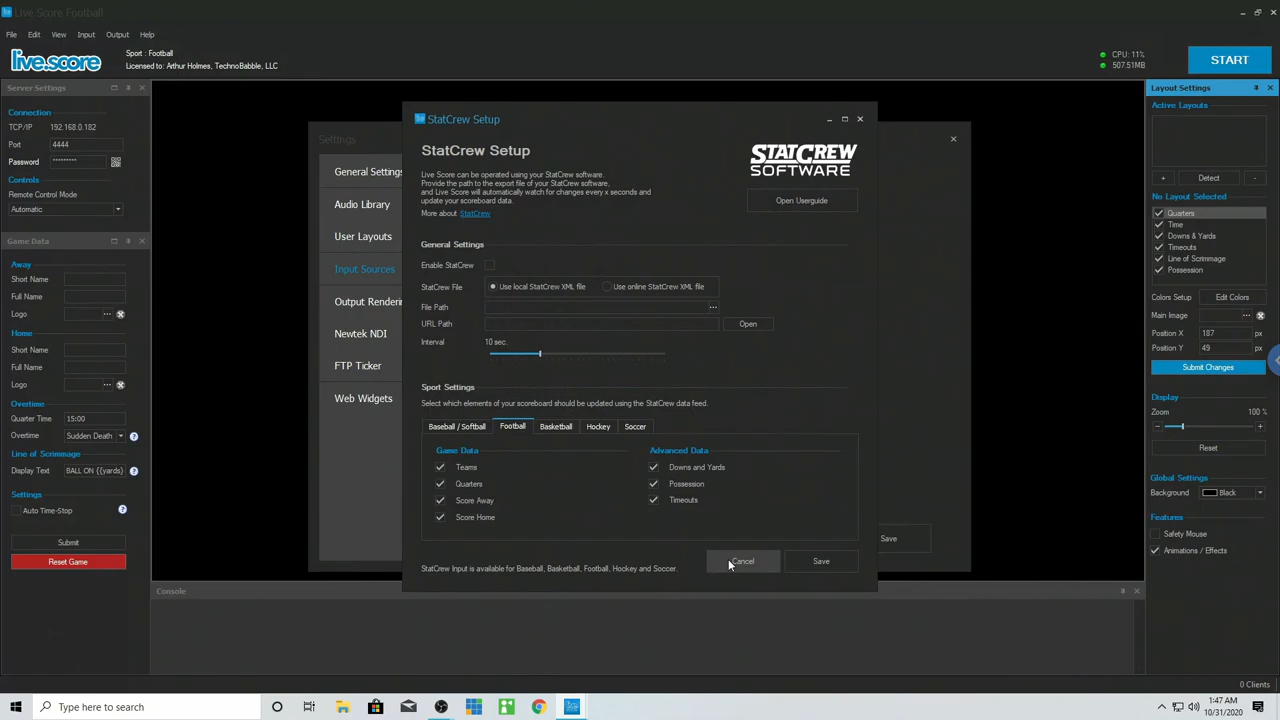 Live Score Football
File Edit View Input Output Help
live.score
Sport : Football
Licensed to: Arthur Holmes, TechnoBabble, LLC
CPU: 11%
507.51MB
START
Server Settings
Connection
TCP/IP 192.168.0.182
Port 4444
Password *********
Controls
Remote Control Mode
Automatic
Game Data
Away
Short Name
Full Name
Logo ...
Home
Short Name
Full Name
Logo ...
Overtime
Quarter Time 15:00
Overtime Sudden Death ?
Line of Scrimmage
Display Text BALL ON {{yards} ?
Settings
Auto Time-Stop ?
Submit
Reset Game
Settings
General Settings
Audio Library
User Layouts
Input Sources
Output Renderin
Newtek NDI
FTP Ticker
Web Widgets
Save
StatCrew Setup
StatCrew Setup
STATCREW
SOFTWARE
Live Score can be operated using your StatCrew software.
Provide the path to the export file of your StatCrew software,
and Live Score will automatically watch for changes every x seconds and
update your scoreboard data.
Open Userguide
More about StatCrew
General Settings
Enable StatCrew
StatCrew File Use local StatCrew XML file Use online StatCrew XML file
File Path ...
URL Path Open
Interval 10 sec.
Sport Settings
Select which elements of your scoreboard should be updated using the StatCrew data feed.
Baseball / Softball Football Basketball Hockey Soccer
Game Data Advanced Data
Teams Downs and Yards
Quarters Possession
Score Away Timeouts
Score Home
Cancel Save
StatCrew Input is available for Baseball, Basketball, Football, Hockey and Soccer.
Console
Layout Settings
Active Layouts
+ Detect -
No Layout Selected
Quarters
Time
Downs & Yards
Timeouts
Line of Scrimmage
Possession
Colors Setup Edit Colors
Main Image ...
Position X 187 px
Position Y 49 px
Submit Changes
Display
Zoom 100 %
- +
Reset
Global Settings
Background Black
Features
Safety Mouse
Animations / Effects
0 Clients
Type here to search
1:47 AM
10/31/2020